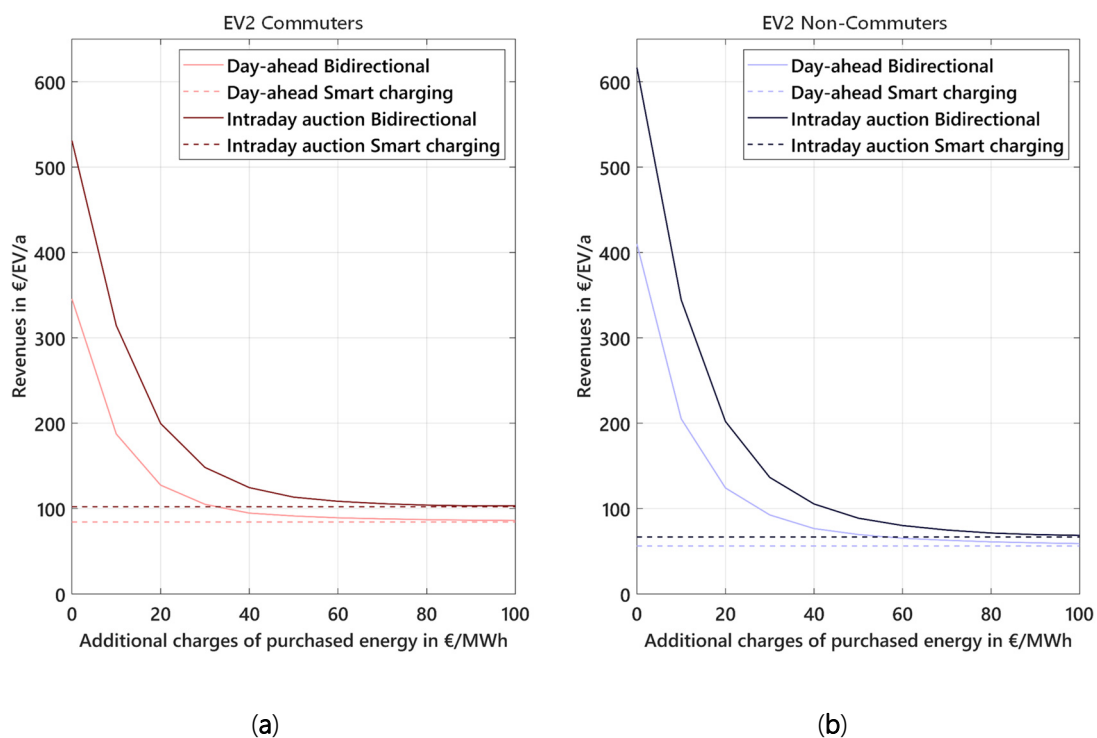 EV2 Commuters
Day-ahead Bidirectional
Day-ahead Smart charging
Intraday auction Bidirectional
Intraday auction Smart charging
Revenues in €/EV/a
600
500
400
300
200
100
0
0 20 40 60 80 100
Additional charges of purchased energy in €/MWh
(a)
EV2 Non-Commuters
Day-ahead Bidirectional
Day-ahead Smart charging
Intraday auction Bidirectional
Intraday auction Smart charging
Revenues in €/EV/a
600
500
400
300
200
100
0
0 20 40 60 80 100
Additional charges of purchased energy in €/MWh
(b)